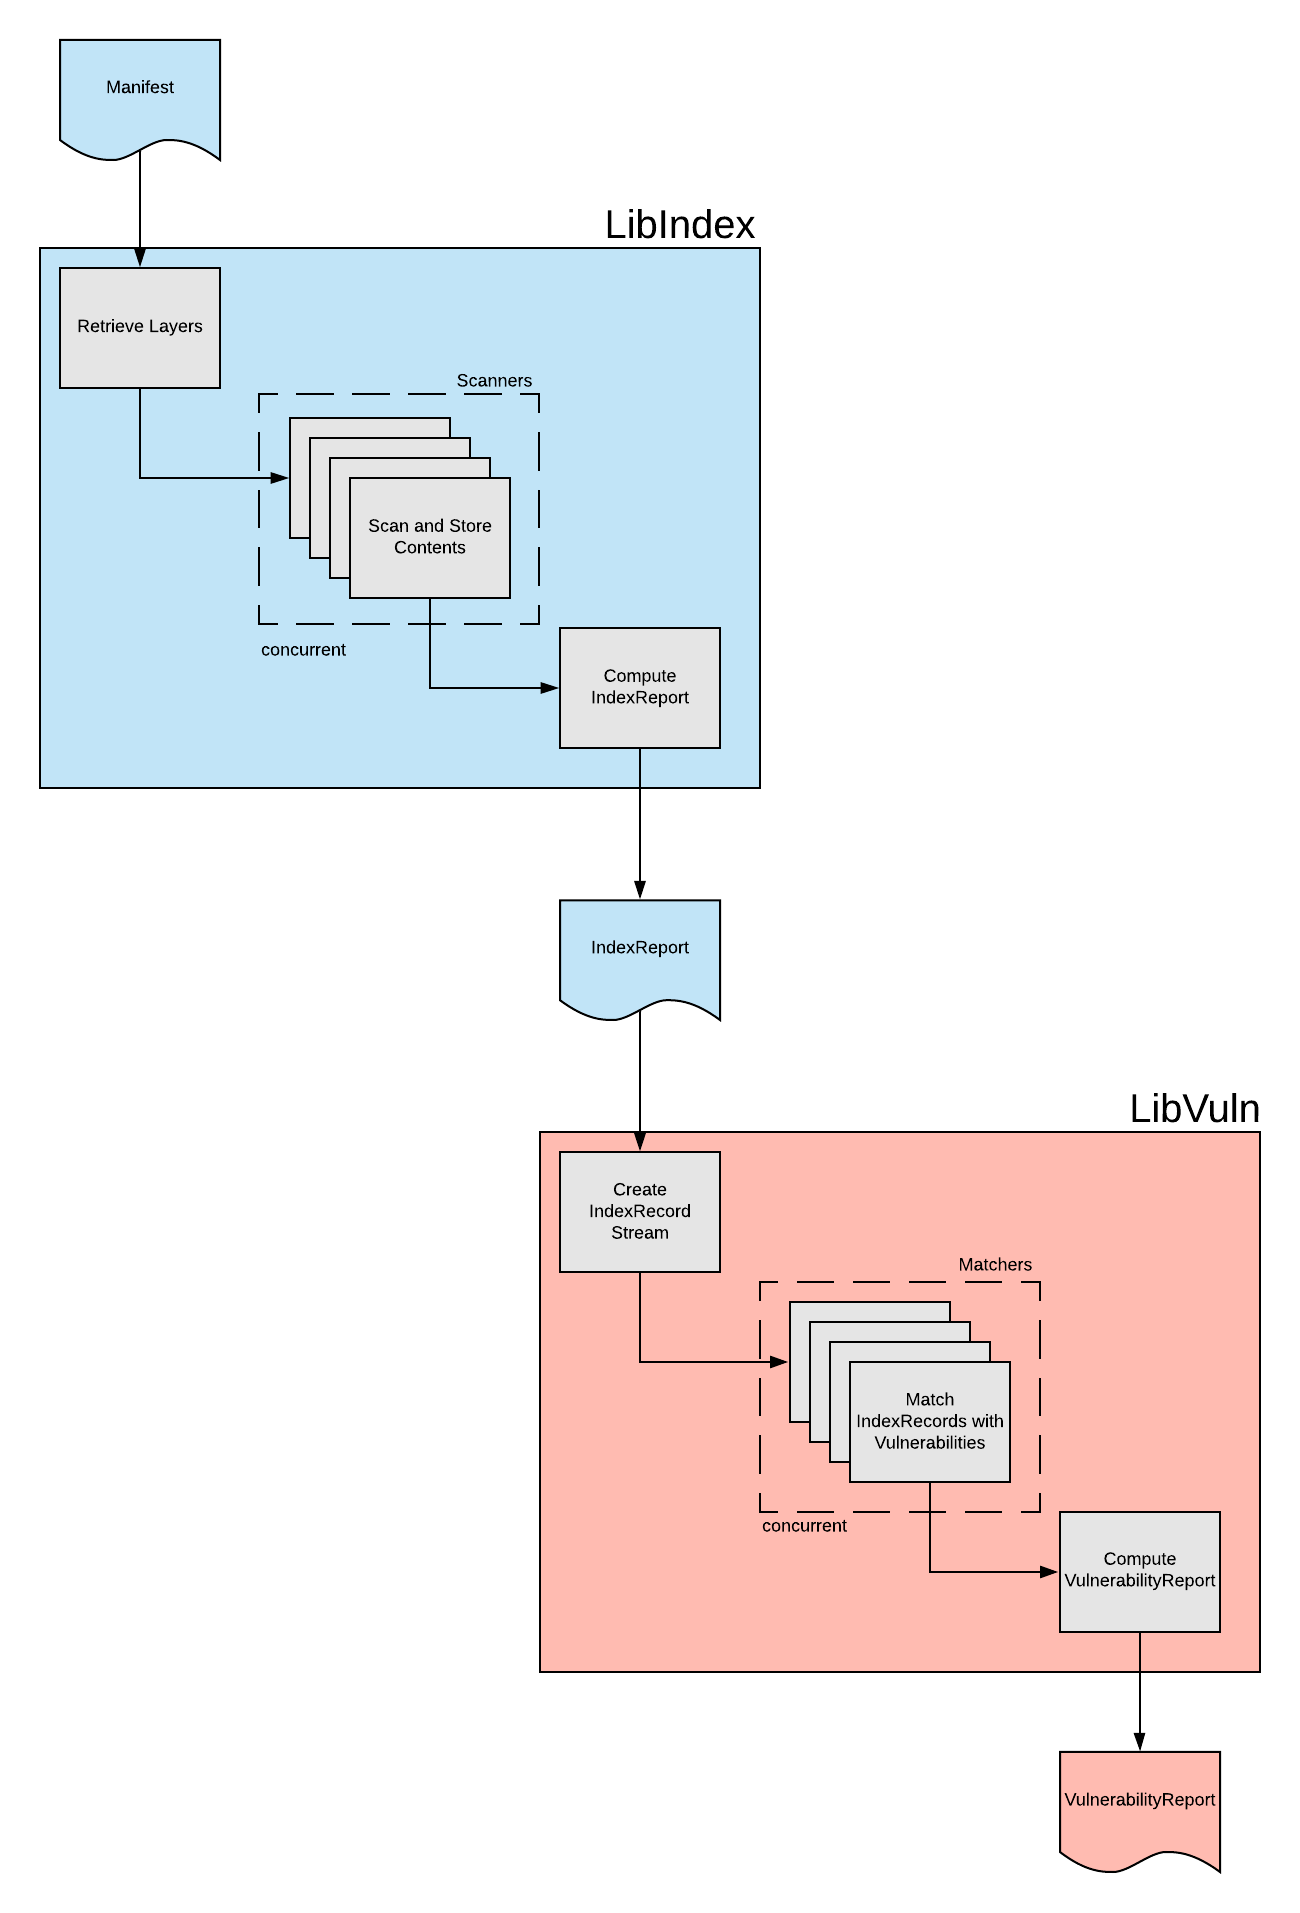 Manifest
LibIndex
Retrieve Layers
Scanners
Scan and Store
Contents
concurrent
Compute
IndexReport
IndexReport
LibVuln
Create
IndexRecord
Stream
Matchers
Match
IndexRecords with
Vulnerabilities
concurrent
Compute
VulnerabilityReport
VulnerabilityReport